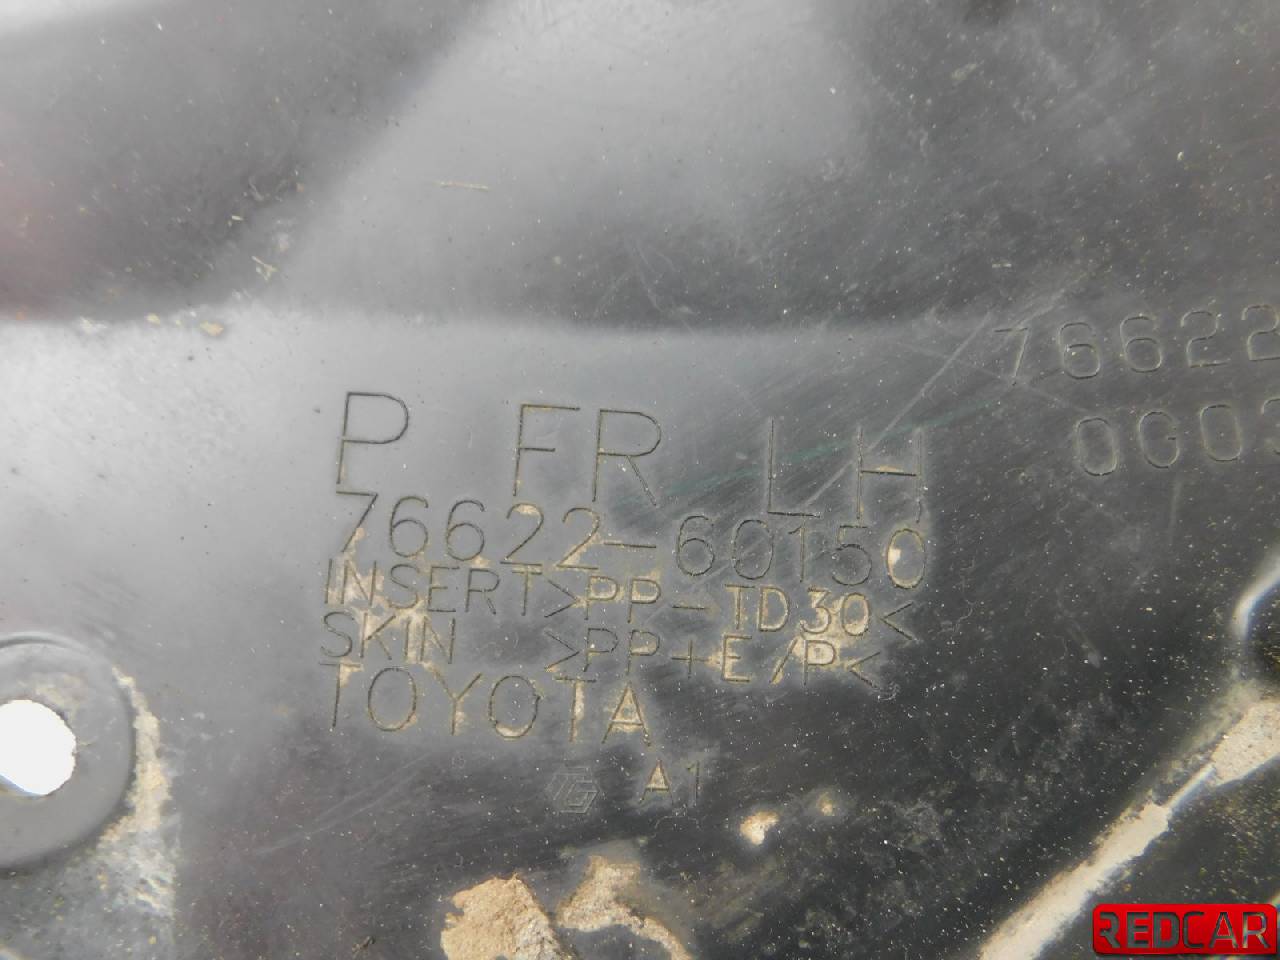 P FR LH
76622-60150
INSERT>PP-TD30<
SKIN >PP+E/P<
TOYOTA
A1
76622
0G03
REDCAR